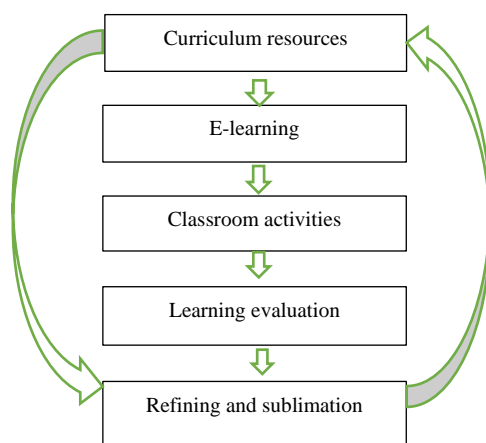 Curriculum resources
E-learning
Classroom activities
Learning evaluation
Refining and sublimation